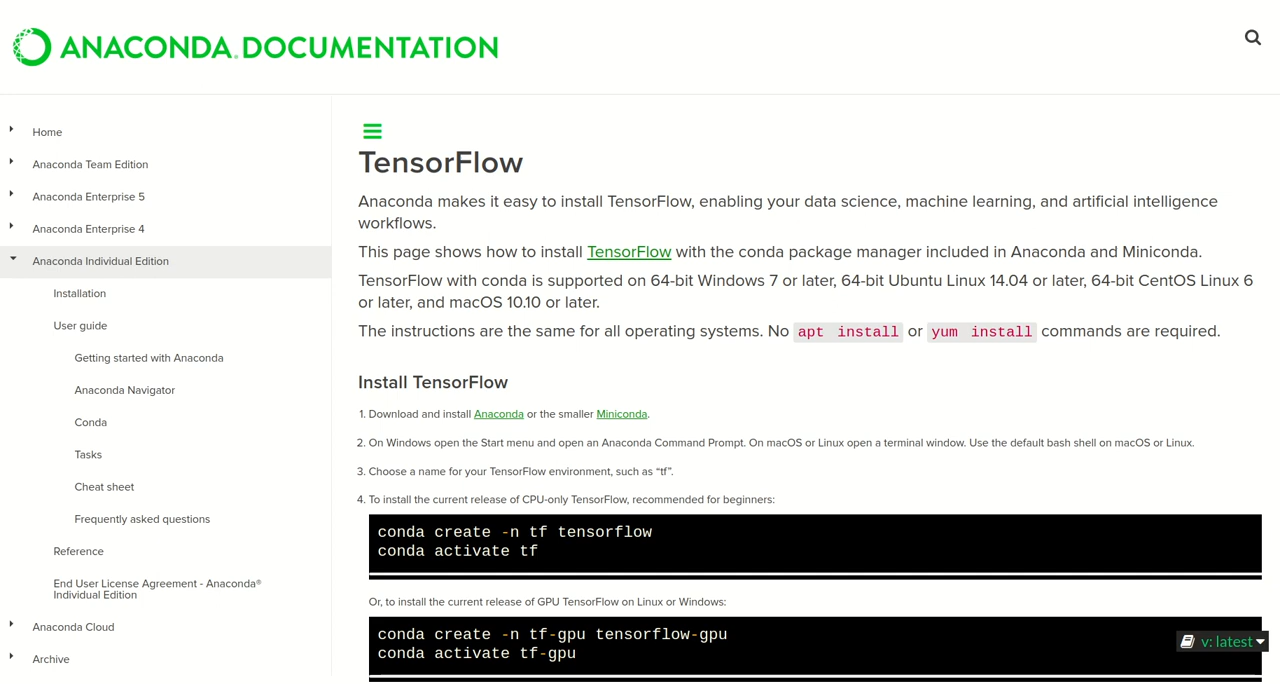 ANACONDA DOCUMENTATION
Home
Anaconda Team Edition
Anaconda Enterprise 5
Anaconda Enterprise 4
Anaconda Individual Edition
Installation
User guide
Getting started with Anaconda
Anaconda Navigator
Conda
Tasks
Cheat sheet
Frequently asked questions
Reference
End User License Agreement - Anaconda®
Individual Edition
Anaconda Cloud
Archive
TensorFlow
Anaconda makes it easy to install TensorFlow, enabling your data science, machine learning, and artificial intelligence
workflows.
This page shows how to install TensorFlow with the conda package manager included in Anaconda and Miniconda.
TensorFlow with conda is supported on 64-bit Windows 7 or later, 64-bit Ubuntu Linux 14.04 or later, 64-bit CentOS Linux 6
or later, and macOS 10.10 or later.
The instructions are the same for all operating systems. No apt install or yum install commands are required.
Install TensorFlow
1. Download and install Anaconda or the smaller Miniconda.
2. On Windows open the Start menu and open an Anaconda Command Prompt. On macOS or Linux open a terminal window. Use the default bash shell on macOS or Linux.
3. Choose a name for your TensorFlow environment, such as “tf”.
4. To install the current release of CPU-only TensorFlow, recommended for beginners:
conda create -n tf tensorflow
conda activate tf
Or, to install the current release of GPU TensorFlow on Linux or Windows:
conda create -n tf-gpu tensorflow-gpu
conda activate tf-gpu
v: latest